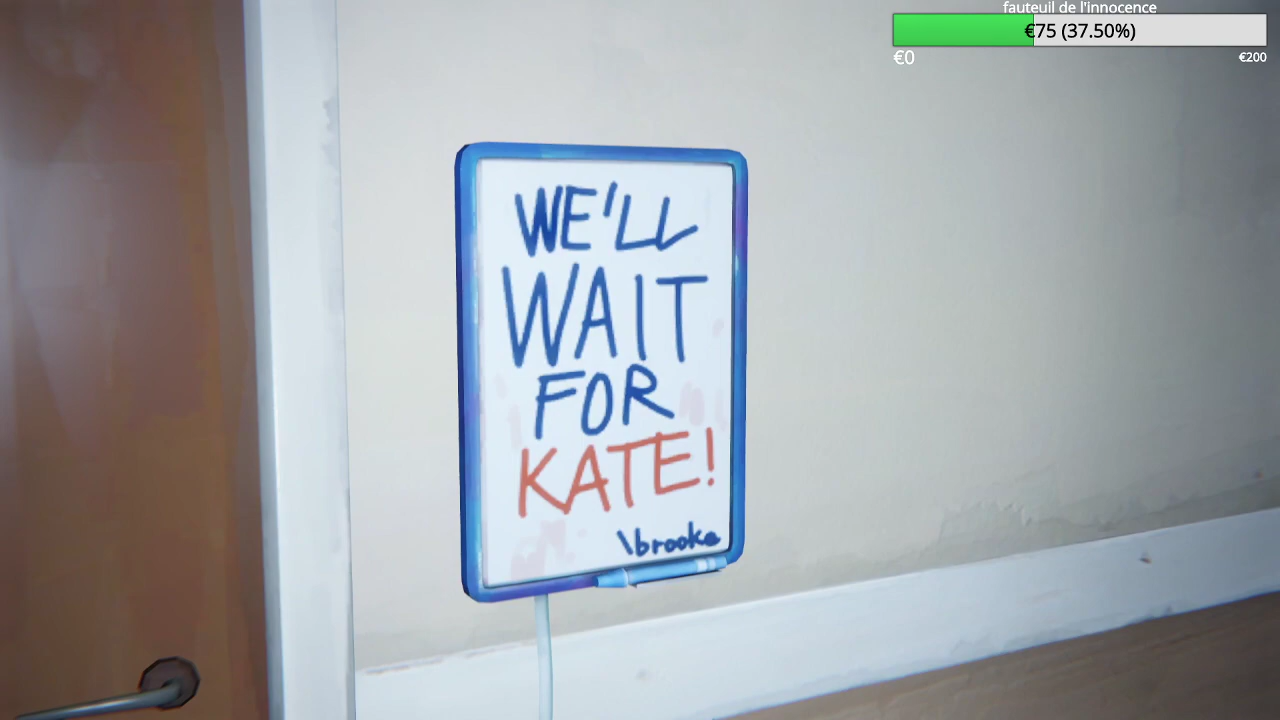 fauteuil de l'innocence
€75 (37.50%)
€0
€200
WE'LL
WAIT
FOR
KATE!
\brooke